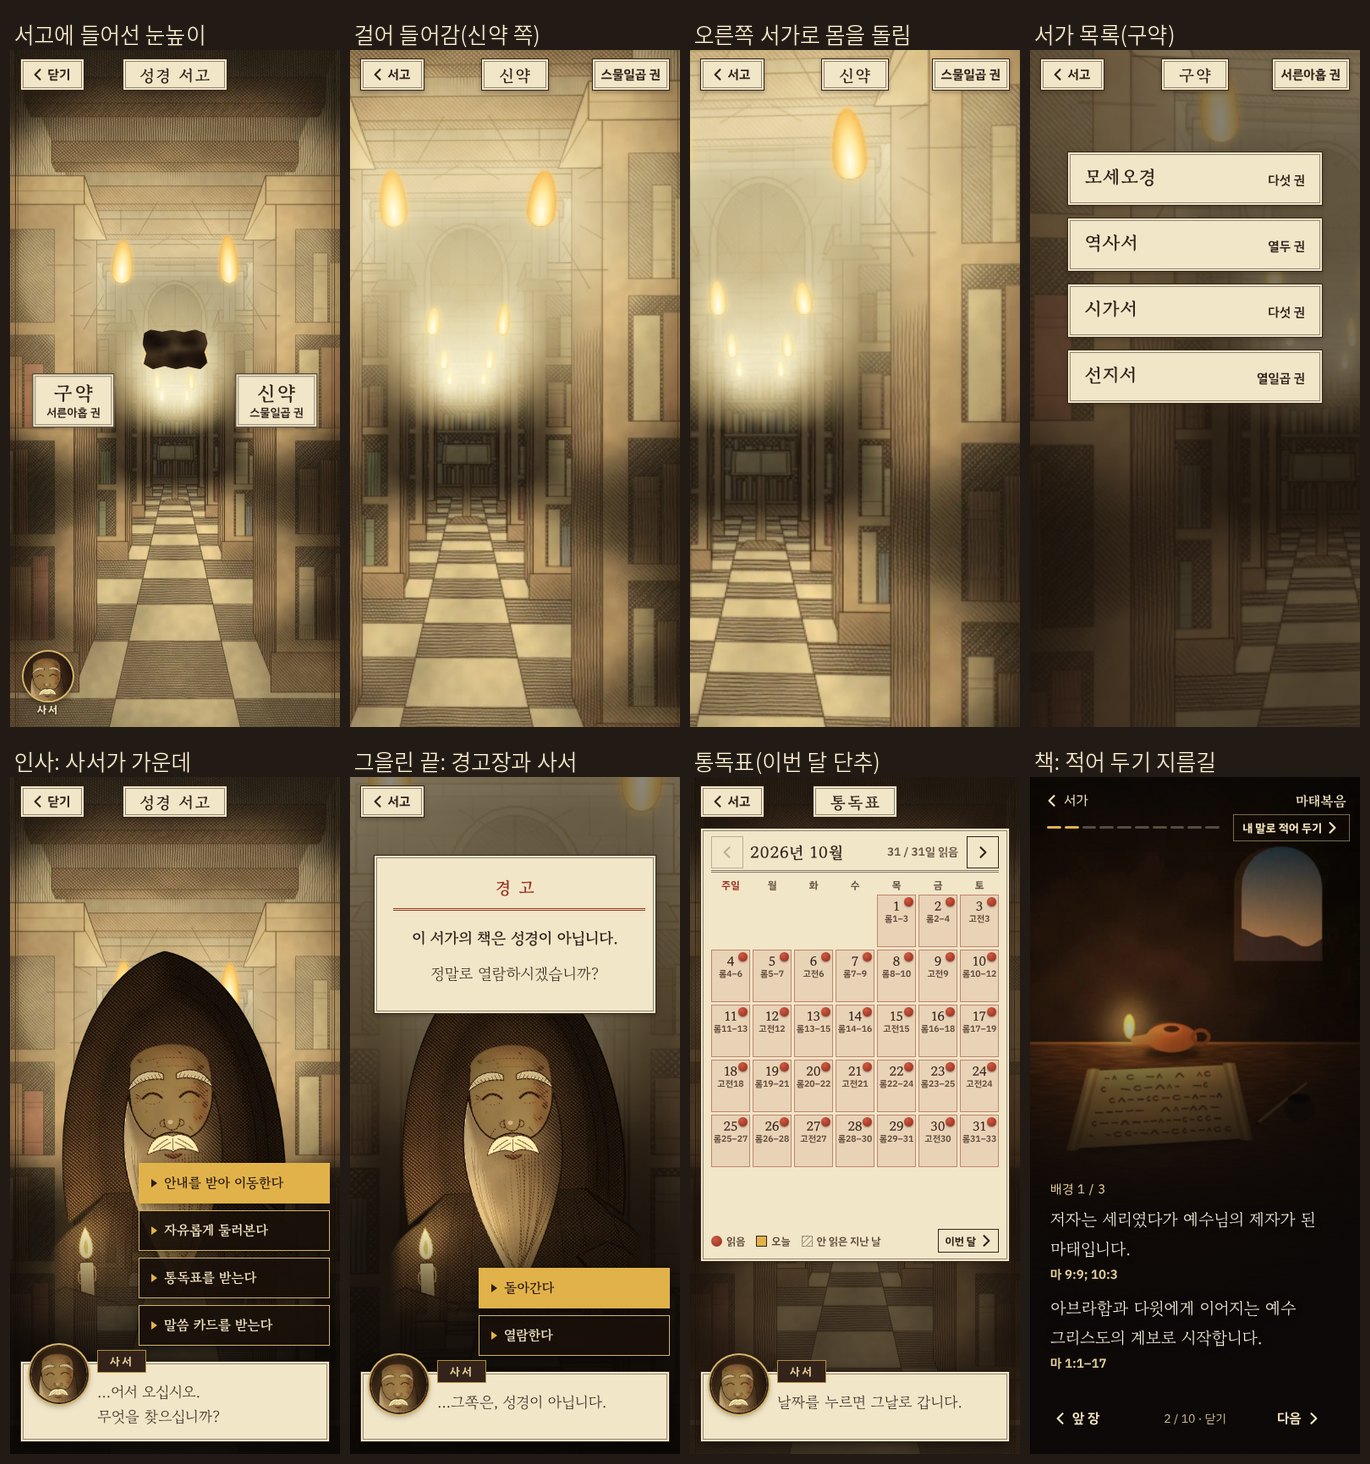 서고에 들어선 눈높이
닫기
성경 서고
구약
서른아홉 권
신약
스물일곱 권
사서
걸어 들어감(신약 쪽)
서고
신약
스물일곱 권
오른쪽 서가로 몸을 돌림
서고
신약
스물일곱 권
서가 목록(구약)
서고
구약
서른아홉 권
모세오경 다섯 권
역사서 열두 권
시가서 다섯 권
선지서 열일곱 권
인사: 사서가 가운데
닫기
성경 서고
안내를 받아 이동한다
자유롭게 둘러본다
통독표를 받는다
말씀 카드를 받는다
사서
...어서 오십시오.
무엇을 찾으십니까?
그을린 끝: 경고장과 사서
서고
경고
이 서가의 책은 성경이 아닙니다.
정말로 열람하시겠습니까?
돌아간다
열람한다
사서
...그쪽은, 성경이 아닙니다.
통독표(이번 달 단추)
서고
통독표
2026년 10월 31 / 31일 읽음
주일 월 화 수 목 금 토
1 2 3
롬1-3 롬2-4 고전3
4 5 6 7 8 9 10
롬4-6 롬5-7 고전6 롬7-9 롬8-10 고전9 롬10-12
11 12 13 14 15 16 17
롬11-13 고전12 롬13-15 롬14-16 고전15 롬16-18 롬17-19
18 19 20 21 22 23 24
고전18 롬19-21 롬20-22 고전21 롬22-24 롬23-25 고전24
25 26 27 28 29 30 31
롬25-27 롬26-28 고전27 롬28-30 롬29-31 고전30 롬31-33
읽음 오늘 안 읽은 지난 날 이번 달
사서
날짜를 누르면 그날로 갑니다.
책: 적어 두기 지름길
서가
마태복음
내 말로 적어 두기
배경 1 / 3
저자는 세리였다가 예수님의 제자가 된
마태입니다.
마 9:9; 10:3
아브라함과 다윗에게 이어지는 예수
그리스도의 계보로 시작합니다.
마 1:1-17
앞 장
2 / 10 · 닫기
다음